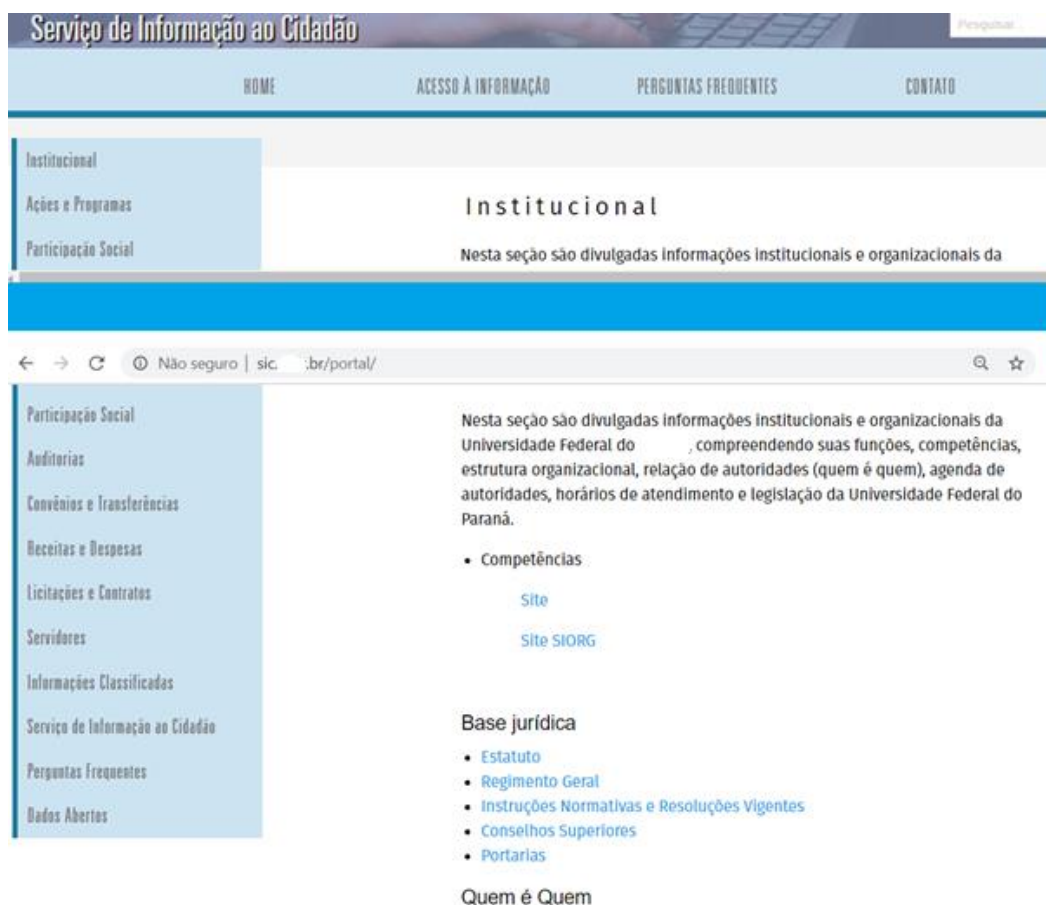 Serviço de Informação ao Cidadão
Pesquisar...
HOME ACESSO À INFORMAÇÃO PERGUNTAS FREQUENTES CONTATO
Institucional
Ações e Programas
Participação Social
Institucional
Nesta seção são divulgadas informações institucionais e organizacionais da
Não seguro | sic. .br/portal/
Participação Social
Auditorias
Convênios e Transferências
Receitas e Despesas
Licitações e Contratos
Servidores
Informações Classificadas
Serviço de Informação ao Cidadão
Perguntas Frequentes
Dados Abertos
Nesta seção são divulgadas informações institucionais e organizacionais da
Universidade Federal do , compreendendo suas funções, competências,
estrutura organizacional, relação de autoridades (quem é quem), agenda de
autoridades, horários de atendimento e legislação da Universidade Federal do
Paraná.
• Competências
Site
Site SIORG
Base jurídica
• Estatuto
• Regimento Geral
• Instruções Normativas e Resoluções Vigentes
• Conselhos Superiores
• Portarias
Quem é Quem